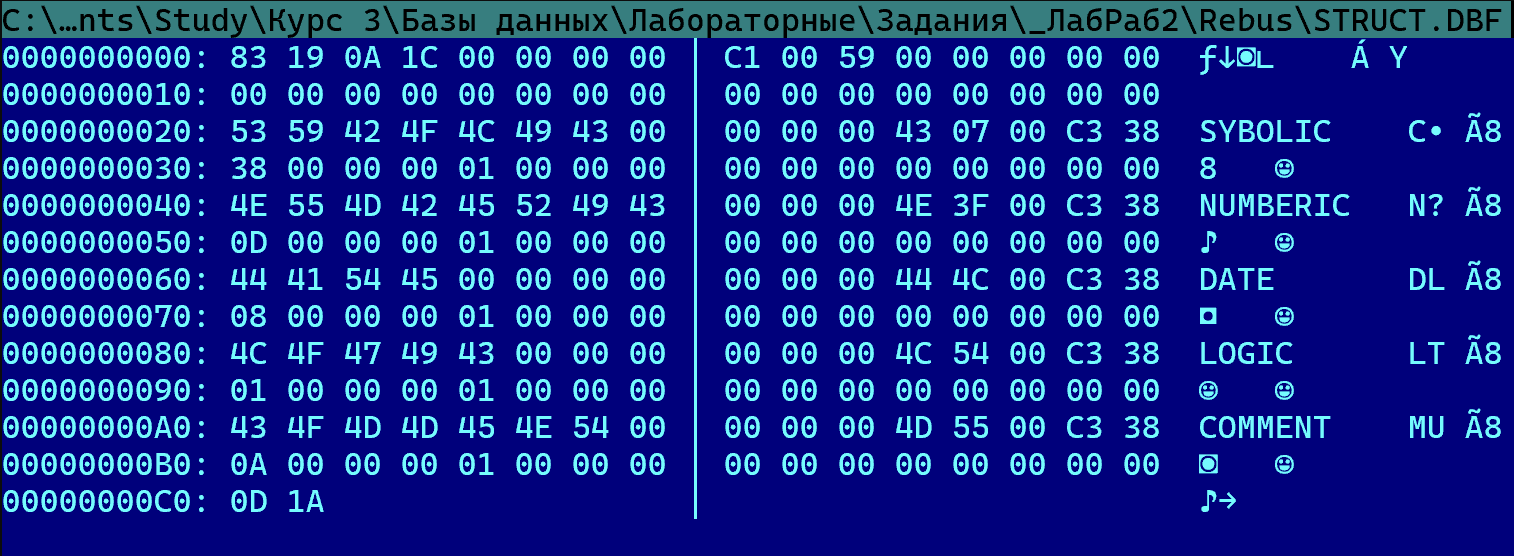 C:\…nts\Study\Курс 3\Базы данных\Лабораторные\Задания\_ЛабРаб2\Rebus\STRUCT.DBF
0000000000: 83 19 0A 1C 00 00 00 00 │ C1 00 59 00 00 00 00 00 ƒ↓◙∟ Á Y
0000000010: 00 00 00 00 00 00 00 00 │ 00 00 00 00 00 00 00 00
0000000020: 53 59 42 4F 4C 49 43 00 │ 00 00 00 43 07 00 C3 38 SYBOLIC C• Ã8
0000000030: 38 00 00 00 01 00 00 00 │ 00 00 00 00 00 00 00 00 8 ☻
0000000040: 4E 55 4D 42 45 52 49 43 │ 00 00 00 4E 3F 00 C3 38 NUMBERIC N? Ã8
0000000050: 0D 00 00 00 01 00 00 00 │ 00 00 00 00 00 00 00 00 ♪ ☻
0000000060: 44 41 54 45 00 00 00 00 │ 00 00 00 44 4C 00 C3 38 DATE DL Ã8
0000000070: 08 00 00 00 01 00 00 00 │ 00 00 00 00 00 00 00 00 ◘ ☻
0000000080: 4C 4F 47 49 43 00 00 00 │ 00 00 00 4C 54 00 C3 38 LOGIC LT Ã8
0000000090: 01 00 00 00 01 00 00 00 │ 00 00 00 00 00 00 00 00 ☻ ☻
00000000A0: 43 4F 4D 4D 45 4E 54 00 │ 00 00 00 4D 55 00 C3 38 COMMENT MU Ã8
00000000B0: 0A 00 00 00 01 00 00 00 │ 00 00 00 00 00 00 00 00 ◙ ☻
00000000C0: 0D 1A │ ♪→